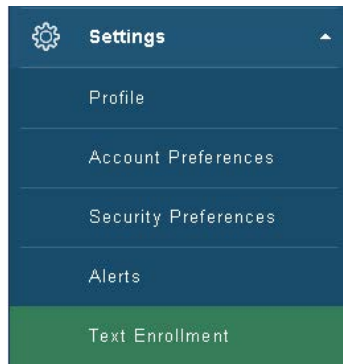 Settings
Profile
Account Preferences
Security Preferences
Alerts
Text Enrollment